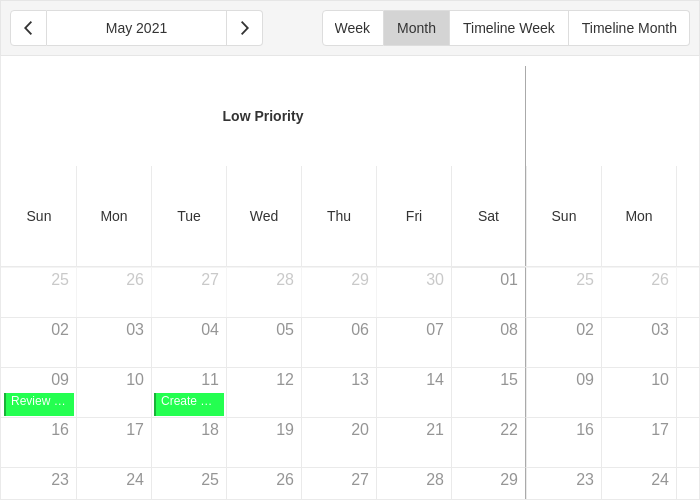 May 2021
Week Month Timeline Week Timeline Month
Low Priority
Sun Mon Tue Wed Thu Fri Sat Sun Mon
25 26 27 28 29 30 01 25 26
02 03 04 05 06 07 08 02 03
09 10 11 12 13 14 15 09 10
Review ... Create ...
16 17 18 19 20 21 22 16 17
23 24 25 26 27 28 29 23 24